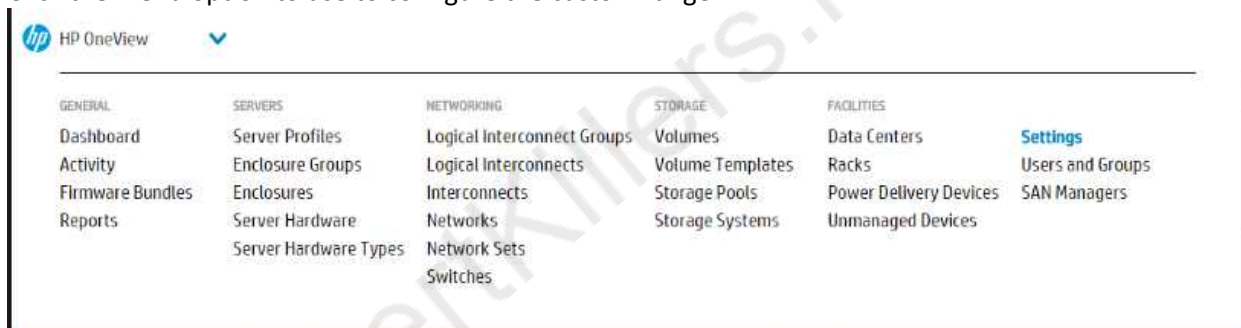 hp HP OneView
GENERAL SERVERS NETWORKING STORAGE FACILITIES
Dashboard Server Profiles Logical Interconnect Groups Volumes Data Centers Settings
Activity Enclosure Groups Logical Interconnects Volume Templates Racks Users and Groups
Firmware Bundles Enclosures Interconnects Storage Pools Power Delivery Devices SAN Managers
Reports Server Hardware Networks Storage Systems Unmanaged Devices
Server Hardware Types Network Sets
Switches